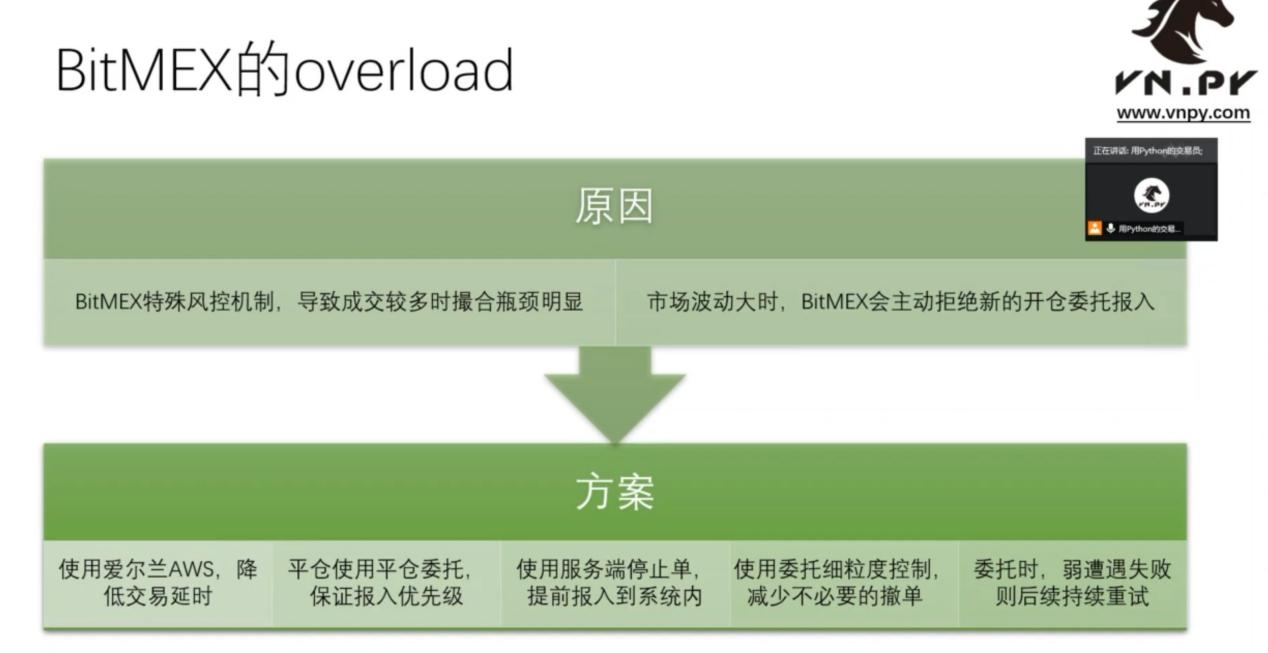 BitMEX的overload
VN.PY
www.vnpy.com
正在讲话: 用Python的交易员;
VN.PY
用Python的交易...
原因
BitMEX特殊风控机制，导致成交较多时撮合瓶颈明显
市场波动大时，BitMEX会主动拒绝新的开仓委托报入
方案
使用爱尔兰AWS，降
低交易延时
平仓使用平仓委托，
保证报入优先级
使用服务端停止单，
提前报入到系统内
使用委托细粒度控制，
减少不必要的撤单
委托时，弱遭遇失败
则后续持续重试